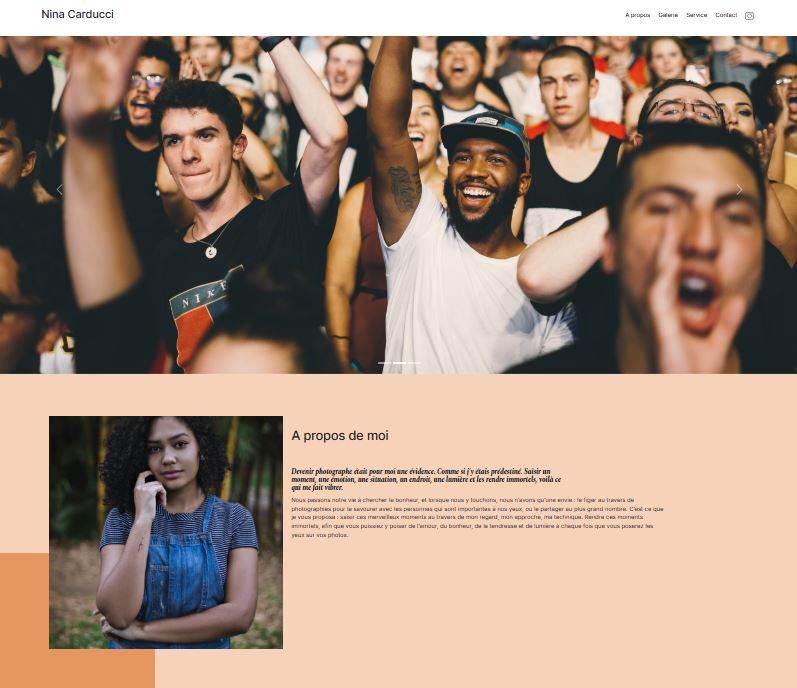 Nina Carducci
À propos Galerie Service Contact
NIKE
A propos de moi
Devenir photographe était pour moi une évidence. Comme si j'y étais prédestiné. Saisir un
moment, une émotion, une situation, un endroit, une lumière et les rendre immortels, voilà ce
qui me fait vibrer.
Nous passons notre vie à chercher le bonheur, et lorsque nous y touchons, nous n'avons qu'une envie : le figer au travers de
photographies pour le savourer avec les personnes qui sont importantes à nos yeux, ou le partager au plus grand nombre. C'est ce que
je vous propose : saisir ces merveilleux moments au travers de mon regard, mon approche, ma technique. Rendre ces moments
immortels, afin que vous puissiez y puiser de l'amour, du bonheur, de la tendresse et de lumière à chaque fois que vous poserez les
yeux sur vos photos.